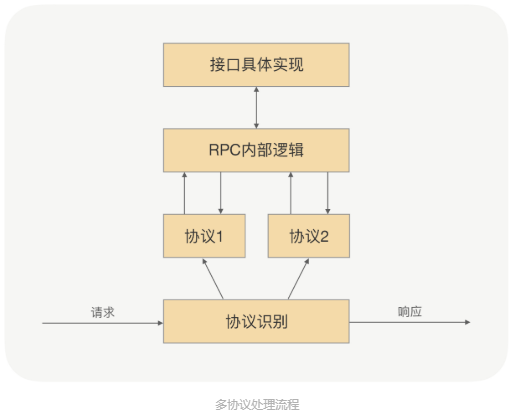 接口具体实现
RPC内部逻辑
协议1
协议2
请求
协议识别
响应
多协议处理流程